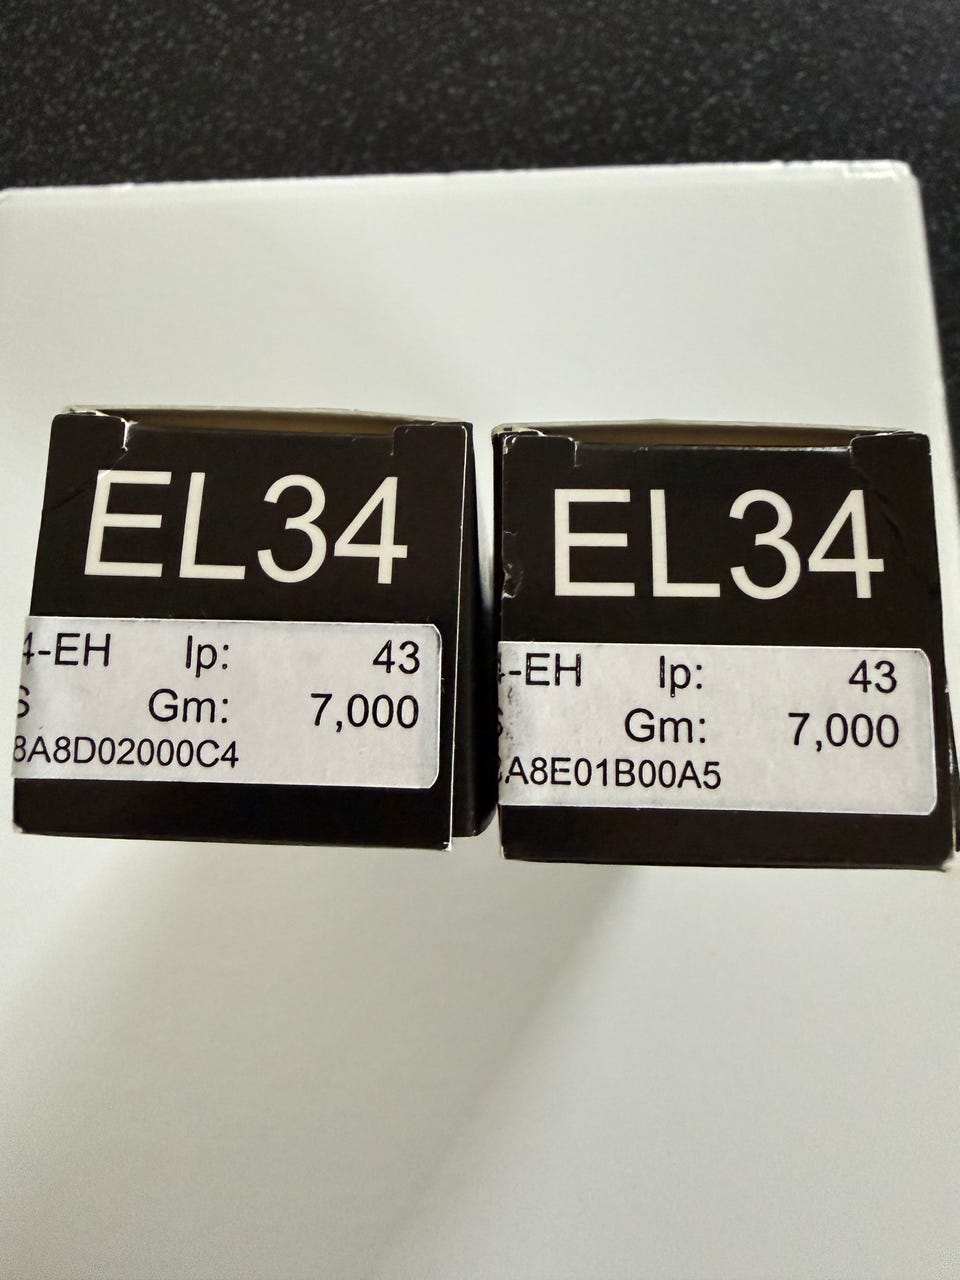 EL34
4-EH Ip: 43
S Gm: 7,000
8A8D02000C4
EL34
4-EH Ip: 43
Gm: 7,000
A8E01B00A5